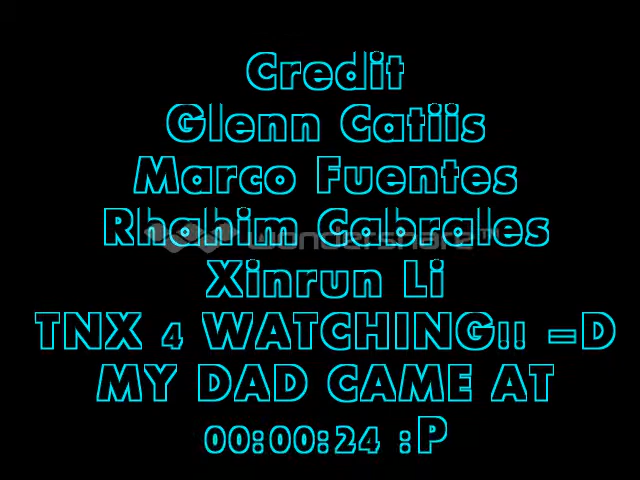 Credit
Glenn Catiis
Marco Fuentes
Rhahim Cabrales
wondershare™
Xinrun Li
TNX 4 WATCHING!! =D
MY DAD CAME AT
00:00:24 :P